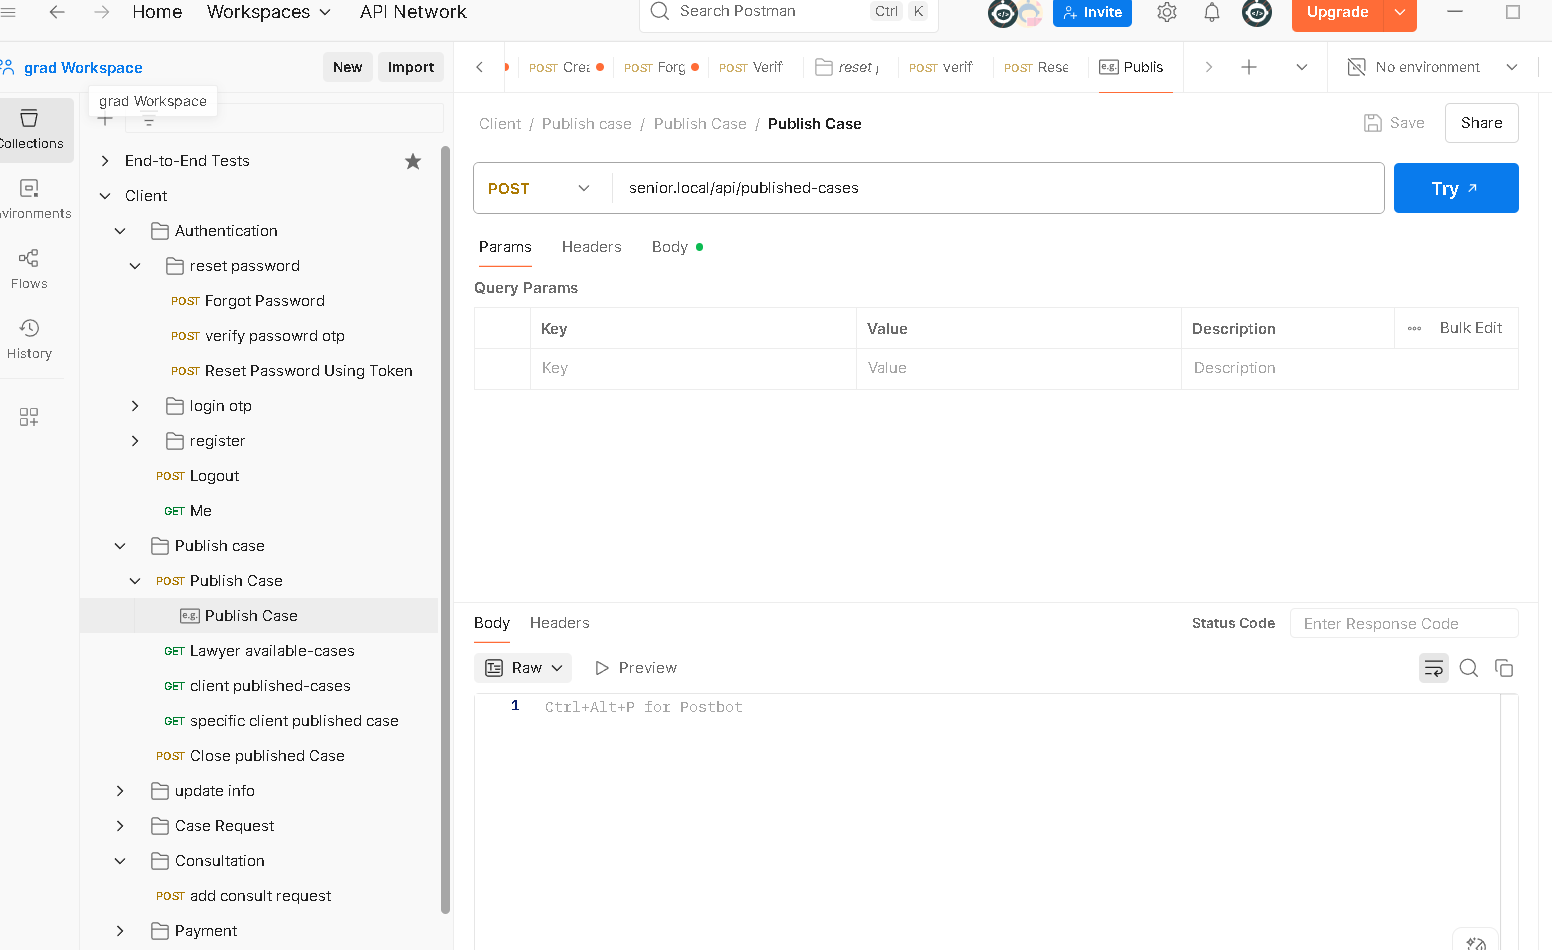 Home Workspaces API Network Search Postman Ctrl K Invite Upgrade
grad Workspace New Import POST Crea POST Forg POST Verif reset POST verif POST Rese e.g. Publis No environment
grad Workspace
Client / Publish case / Publish Case / Publish Case Save Share
Collections
End-to-End Tests
Client
POST senior.local/api/published-cases Try
vironments
Authentication
Params Headers Body
reset password
Flows
Query Params
POST Forgot Password
Key Value Description Bulk Edit
POST verify passowrd otp
History
Key Value Description
POST Reset Password Using Token
login otp
register
POST Logout
GET Me
Publish case
POST Publish Case
e.g. Publish Case
Body Headers Status Code Enter Response Code
GET Lawyer available-cases
Raw Preview
GET client published-cases
1 Ctrl+Alt+P for Postbot
GET specific client published case
POST Close published Case
update info
Case Request
Consultation
POST add consult request
Payment